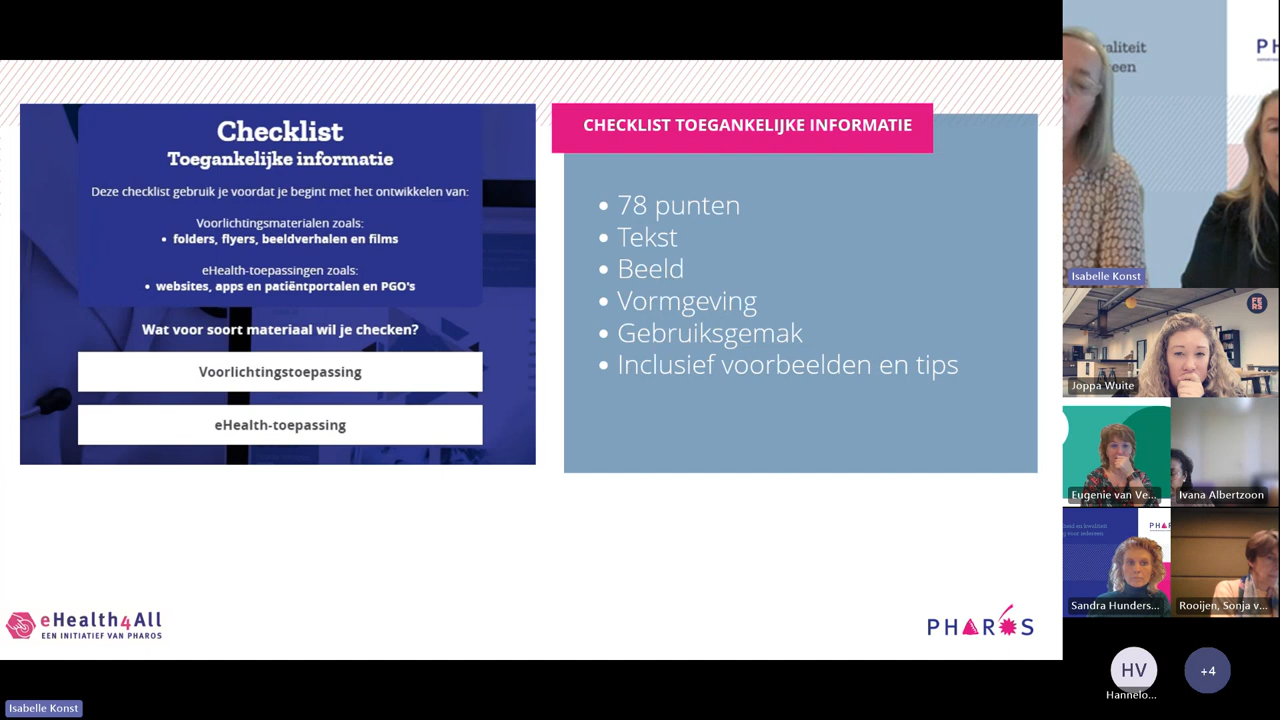 Checklist
Toegankelijke informatie
Deze checklist gebruik je voordat je begint met het ontwikkelen van:
Voorlichtingsmaterialen zoals:
• folders, flyers, beeldverhalen en films
eHealth-toepassingen zoals:
• websites, apps en patiëntportalen en PGO's
Wat voor soort materiaal wil je checken?
Voorlichtingstoepassing
eHealth-toepassing
CHECKLIST TOEGANKELIJKE INFORMATIE
• 78 punten
• Tekst
• Beeld
• Vormgeving
• Gebruiksgemak
• Inclusief voorbeelden en tips
eHealth4All
EEN INITIATIEF VAN PHAROS
PHAROS
Isabelle Konst
Isabelle Konst
FE
RS
Joppa Wuite
Eugenie van Ve...
Ivana Albertzoon
Sandra Hunders...
Rooijen, Sonja v...
HV
Hannelo...
+4